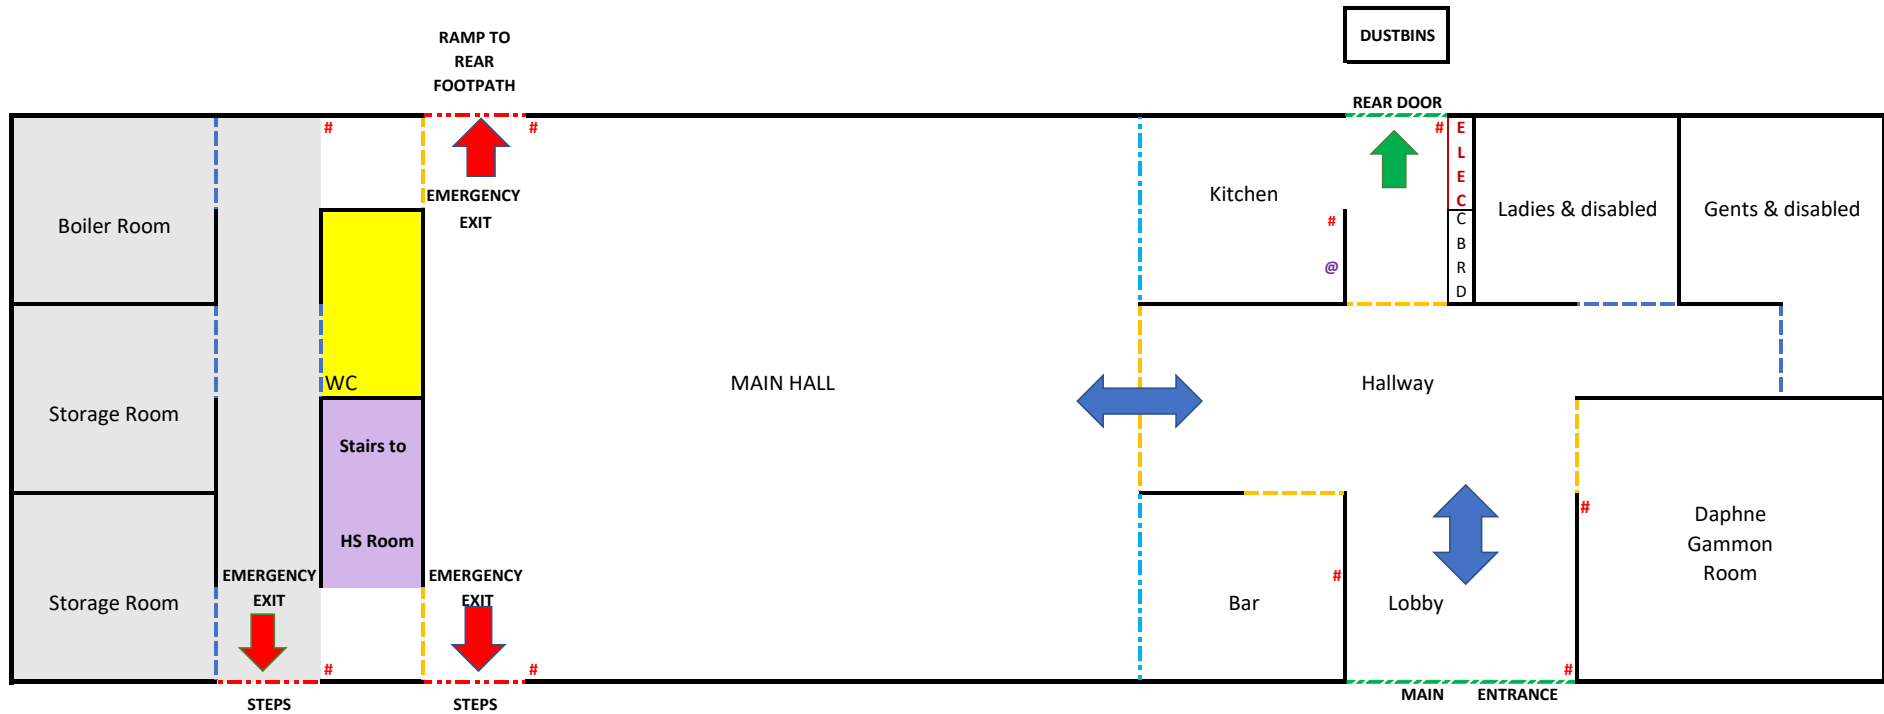 DUSTBINS
RAMP TO
REAR
FOOTPATH
REAR DOOR
#
#
#
E
L
E
C
C
B
R
D
EMERGENCY
EXIT
Boiler Room
Kitchen
#
@
Ladies & disabled
Gents & disabled
WC
MAIN HALL
Hallway
Storage Room
Stairs to
HS Room
#
Daphne
Gammon
Room
EMERGENCY
EXIT
EMERGENCY
EXIT
#
Storage Room
Bar
Lobby
#
#
#
STEPS
STEPS
MAIN ENTRANCE